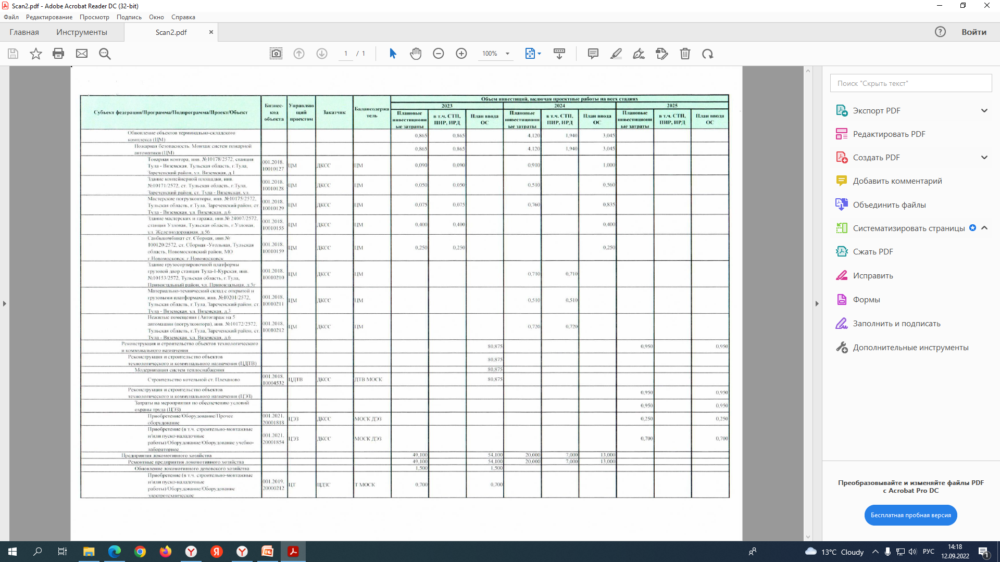 Scan2.pdf - Adobe Acrobat Reader DC (32-bit)
Файл Редактирование Просмотр Подпись Окно Справка
Главная Инструменты Scan2.pdf × Войти
1 / 1 100%
Субъект федерации/Программа/Подпрограмма/Проект/Объект
Бизнес-
код
объекта
Управляю
щий
проектом
Заказчик
Балансодержа
тель
Объем инвестиций, включая проектные работы на всех стадиях
2023 2024 2025
Плановые
инвестиционн
ые затраты
в т.ч. СТП,
ПИР, ИРД
План ввода
ОС
Плановые
инвестиционн
ые затраты
в т.ч. СТП,
ПИР, ИРД
План ввода
ОС
Плановые
инвестиционн
ые затраты
в т.ч. СТП,
ПИР, ИРД
План ввода
ОС
Обновление объектов терминально-складского
комплекса (ЦМ)
0,865 0,865 4,120 1,940 3,045
Пожарная безопасность. Монтаж систем пожарной
автоматики (ЦМ)
0,865 0,865 4,120 1,940 3,045
Товарная контора, инв. №10178/2572, станция
Тула - Вяземская, Тульская область, г.Тула,
Зареченский район, ул. Вяземская, д.1
001.2018.
10010127
ЦМ ДКСС ЦМ 0,090 0,090 0,910 1,000
Здание контейнерной площадки, инв.
№10171/2572, ст. Тульская область, г.Тула,
Зареченский район, ст. Тула - Вяземская, ул.
001.2018.
10010128
ЦМ ДКСС ЦМ 0,050 0,050 0,510 0,560
Мастерские погрузконторы, инв. №10175/2572,
Тульская область, г.Тула, Зареченский район, ст.
Тула - Вяземская, ул. Вяземская, д.6
001.2018.
10010129
ЦМ ДКСС ЦМ 0,075 0,075 0,760 0,835
Здание мастерских и гаража, инв.№ 24007/2572,
станция Узловая, Тульская область, г.Узловая,
ул. Железнодорожная, д.56
001.2018.
10010155
ЦМ ДКСС ЦМ 0,400 0,400 0,400
Санбыкомбинат ст. Сборная, инв.№
100120/2572, ст. Сборная -Угольная, Тульская
область, Новомосковский район, МО
г.Новомосковск, г.Новомосковск
001.2018.
10010159
ЦМ ДКСС ЦМ 0,250 0,250 0,250
Здание грузосортировочной платформы
грузовой двор станция Тула-1-Курская, инв.
№10153/2572, Тульская область, г.Тула,
Привокзальный район, ул. Привокзальная, д.5г
001.2018.
10010210
ЦМ ДКСС ЦМ 0,710 0,710
Материально-технический склад с открытой и
грузовыми платформами, инв. №10201/2572,
Тульская область, г.Тула, Зареченский район, ст.
Тула - Вяземская, ул. Вяземская, д.3
001.2018.
10010211
ЦМ ДКСС ЦМ 0,510 0,510
Нежилые помещения (Автогараж на 5
автомашин (погрузконтора), инв. №10172/2572,
Тульская область, г.Тула, Зареченский район, ст.
Тула - Вяземская, ул. Вяземская, д.6
001.2018.
10010212
ЦМ ДКСС ЦМ 0,720 0,720
Реконструкция и строительство объектов технологического
и коммунального назначения
80,875 0,950 0,950
Реконструкция и строительство объектов
технологического и коммунального назначения (ЦДТВ)
80,875
Модернизация систем теплоснабжения 80,875
Строительство котельной ст. Плеханово
001.2018.
10004532
ЦДТВ ДКСС ДТВ МОСК 80,875
Реконструкция и строительство объектов
технологического и коммунального назначения (ЦЭЗ)
0,950 0,950
Затраты на мероприятия по обеспечению условий
охраны труда (ЦЭЗ)
0,950 0,950
Приобретение/Оборудование/Прочее
оборудование
001.2021.
20001818
ЦЭЗ ДКСС МОСК ДЭЗ 0,250 0,250
Приобретение (в т.ч. строительно-монтажные
и/или пуско-наладочные
работы)/Оборудование/Оборудование учебно-
лабораторное
001.2021.
20001854
ЦЭЗ ДКСС МОСК ДЭЗ 0,700 0,700
Предприятия локомотивного хозяйства 49,100 54,100 20,000 7,000 13,000
Ремонтные предприятия локомотивного хозяйства 49,100 54,100 20,000 7,000 13,000
Обновление локомотивного деповского хозяйства 1,500 1,500
Приобретение (в т.ч. строительно-монтажные
и/или пуско-наладочные
работы)/Оборудование/Оборудование
электротехническое
001.2019.
20000212
ЦТ ЦДЗС Т МОСК 0,700 0,700
Поиск "Скрыть текст"
Экспорт PDF
Редактировать PDF
Создать PDF
Добавить комментарий
Объединить файлы
Систематизировать страницы
Сжать PDF
Исправить
Формы
Заполнить и подписать
Дополнительные инструменты
Преобразовывайте и изменяйте файлы PDF
с Acrobat Pro DC
Бесплатная пробная версия
13°C Cloudy РУС 14:18
12.09.2022
1